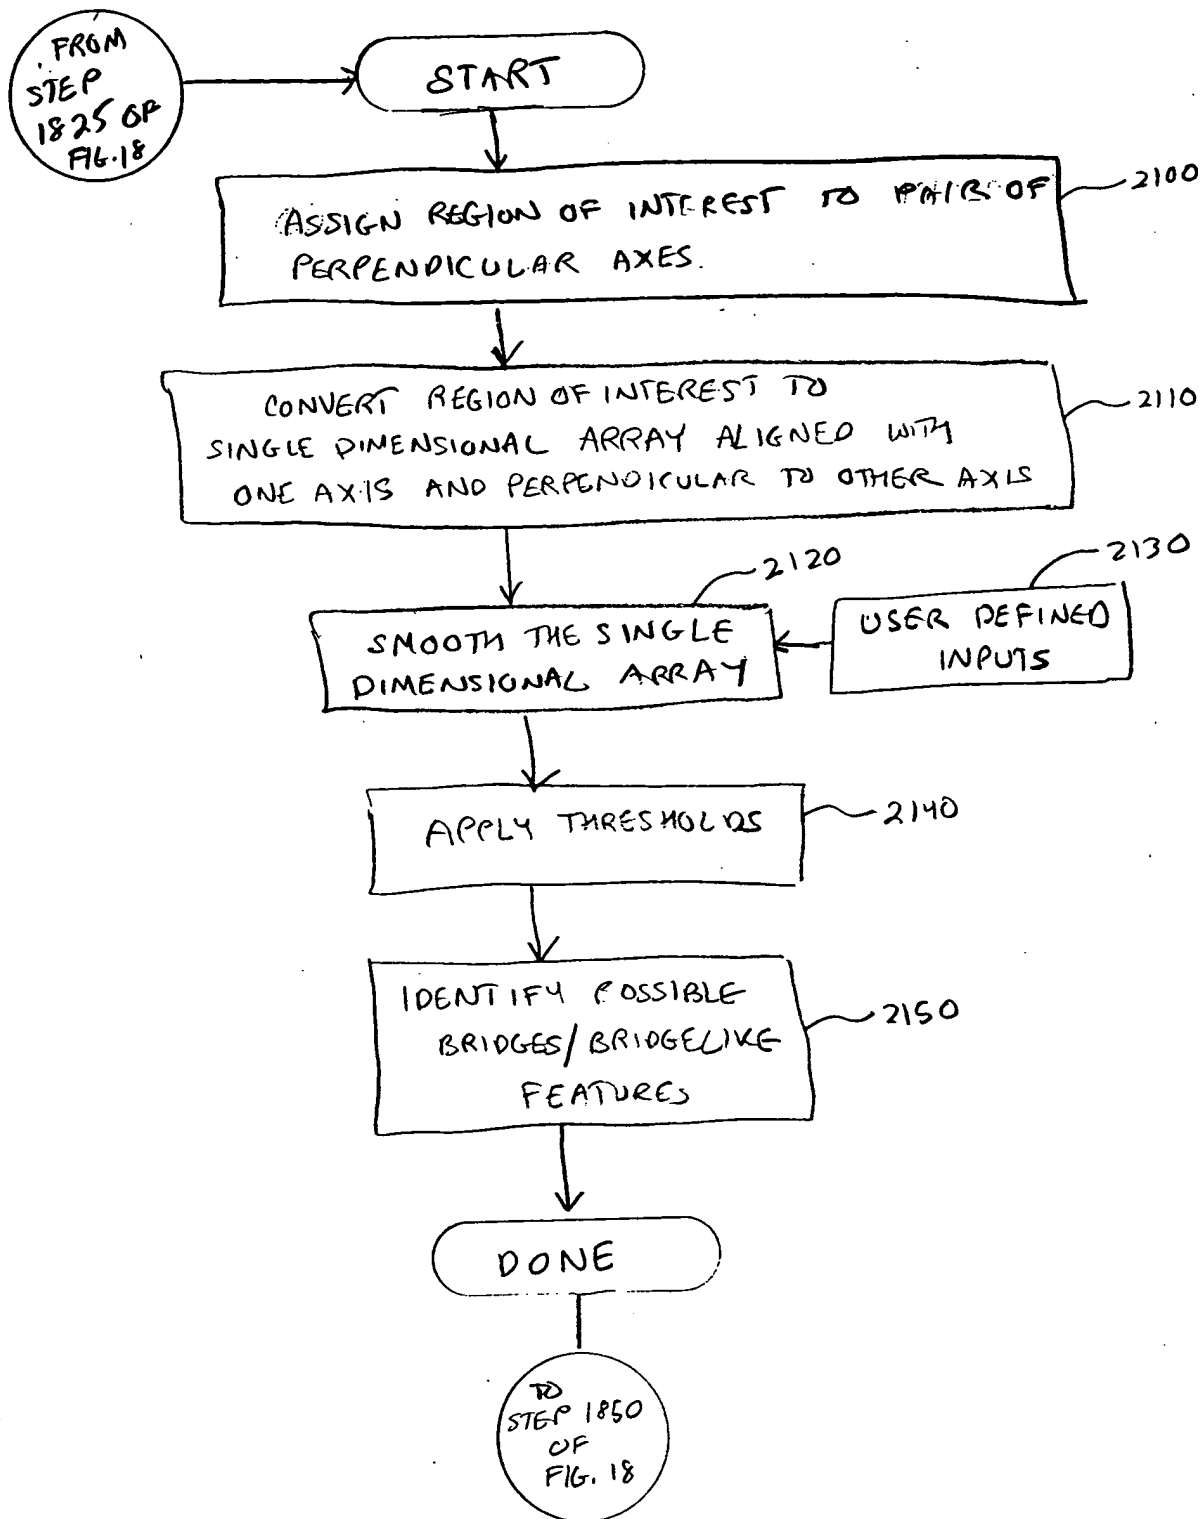 FROM
STEP
1825 OF
FIG. 18
START
ASSIGN REGION OF INTEREST TO PAIR OF
PERPENDICULAR AXES.
2100
CONVERT REGION OF INTEREST TO
SINGLE DIMENSIONAL ARRAY ALIGNED WITH
ONE AXIS AND PERPENDICULAR TO OTHER AXIS
2110
2120
2130
SMOOTH THE SINGLE
DIMENSIONAL ARRAY
USER DEFINED
INPUTS
APPLY THRESHOLDS
2140
IDENTIFY POSSIBLE
BRIDGES/BRIDGELIKE
FEATURES
2150
DONE
TO
STEP 1850
OF
FIG. 18